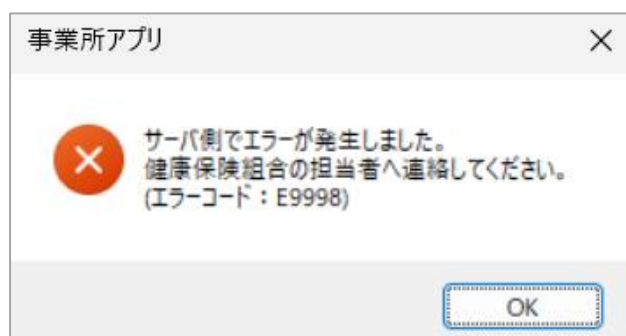 事業所アプリ
サーバ側でエラーが発生しました。
健康保険組合の担当者へ連絡してください。
(エラーコード：E9998)
OK